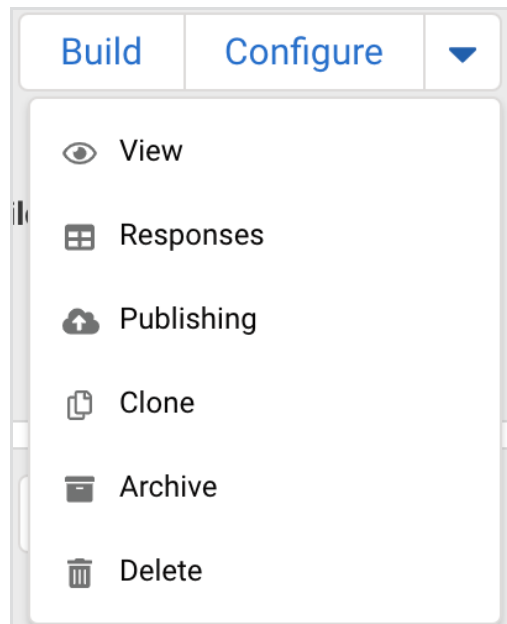 Build Configure
View
Responses
Publishing
Clone
Archive
Delete